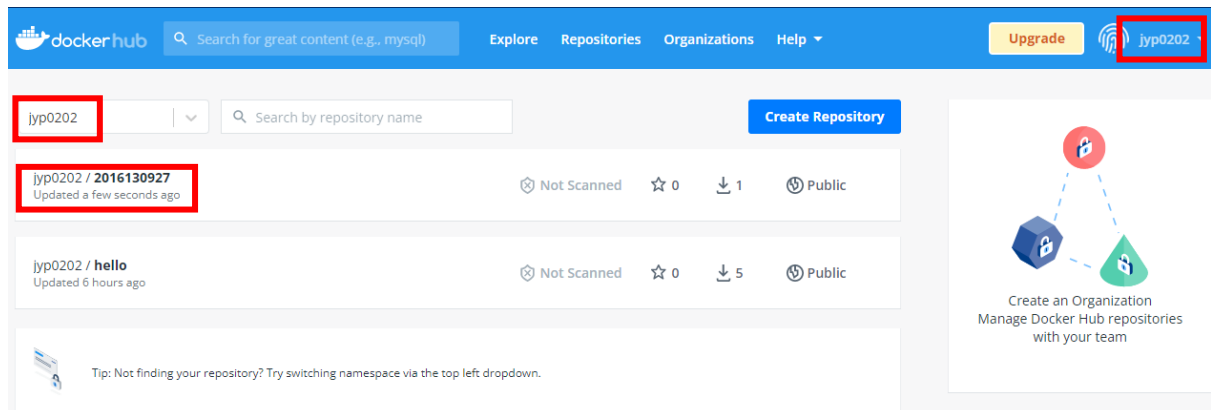 docker hub
Search for great content (e.g., mysql)
Explore
Repositories
Organizations
Help
Upgrade
jyp0202
jyp0202
Search by repository name
Create Repository
jyp0202 / 2016130927
Updated a few seconds ago
Not Scanned
0
1
Public
jyp0202 / hello
Updated 6 hours ago
Not Scanned
0
5
Public
Tip: Not finding your repository? Try switching namespace via the top left dropdown.
Create an Organization
Manage Docker Hub repositories
with your team